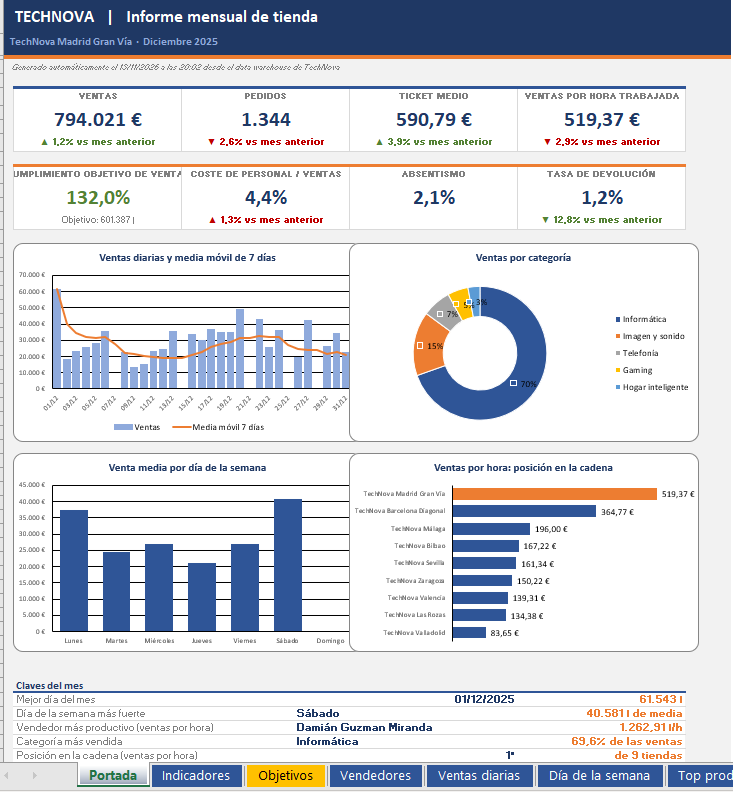 TECHNOVA | Informe mensual de tienda
TechNova Madrid Gran Vía · Diciembre 2025
Generado automáticamente el 13/11/2026 a las 20:02 desde el data warehouse de TechNova
VENTAS PEDIDOS TICKET MEDIO VENTAS POR HORA TRABAJADA
794.021 € 1.344 590,79 € 519,37 €
▲ 1,2% vs mes anterior ▼ 2,6% vs mes anterior ▲ 3,9% vs mes anterior ▼ 2,9% vs mes anterior
UMPLIMIENTO OBJETIVO DE VENTA COSTE DE PERSONAL / VENTAS ABSENTISMO TASA DE DEVOLUCIÓN
132,0% 4,4% 2,1% 1,2%
Objetivo: 601.387 | ▲ 1,3% vs mes anterior ▼ 12,8% vs mes anterior
Ventas diarias y media móvil de 7 días
70.000 €
60.000 €
50.000 €
40.000 €
30.000 €
20.000 €
10.000 €
0 €
01/12 03/12 05/12 07/12 09/12 11/12 13/12 15/12 17/12 19/12 21/12 23/12 25/12 27/12 29/12 31/12
Ventas Media móvil 7 días
Ventas por categoría
3%
5%
7%
15%
70%
Informática
Imagen y sonido
Telefonía
Gaming
Hogar inteligente
Venta media por día de la semana
45.000 €
40.000 €
35.000 €
30.000 €
25.000 €
20.000 €
15.000 €
10.000 €
5.000 €
0 €
Lunes Martes Miércoles Jueves Viernes Sábado Domingo
Ventas por hora: posición en la cadena
TechNova Madrid Gran Vía 519,37 €
TechNova Barcelona Diagonal 364,77 €
TechNova Málaga 196,00 €
TechNova Bilbao 167,22 €
TechNova Sevilla 161,34 €
TechNova Zaragoza 150,22 €
TechNova Valencia 139,31 €
TechNova Las Rozas 134,38 €
TechNova Valladolid 83,65 €
Claves del mes
Mejor día del mes 01/12/2025 61.543 |
Día de la semana más fuerte Sábado 40.581 | de media
Vendedor más productivo (ventas por hora) Damián Guzman Miranda 1.262,91 |/h
Categoría más vendida Informática 69,6% de las ventas
Posición en la cadena (ventas por hora) 1ª de 9 tiendas
Portada Indicadores Objetivos Vendedores Ventas diarias Día de la semana Top prod